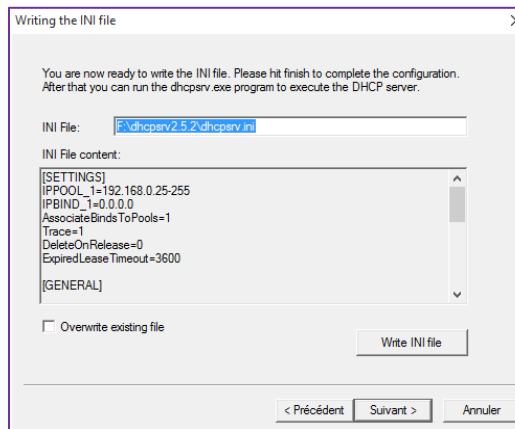 Writing the INI file
You are now ready to write the INI file. Please hit finish to complete the configuration.
After that you can run the dhcpsrv.exe program to execute the DHCP server.
INI File: F:\dhcpsrv2.5.2\dhcpsrv.ini
INI File content:
[SETTINGS]
IPPOOL_1=192.168.0.25-255
IPBIND_1=0.0.0.0
AssociateBindsToPools=1
Trace=1
DeleteOnRelease=0
ExpiredLeaseTimeout=3600
[GENERAL]
Overwrite existing file
Write INI file
< Précédent Suivant > Annuler